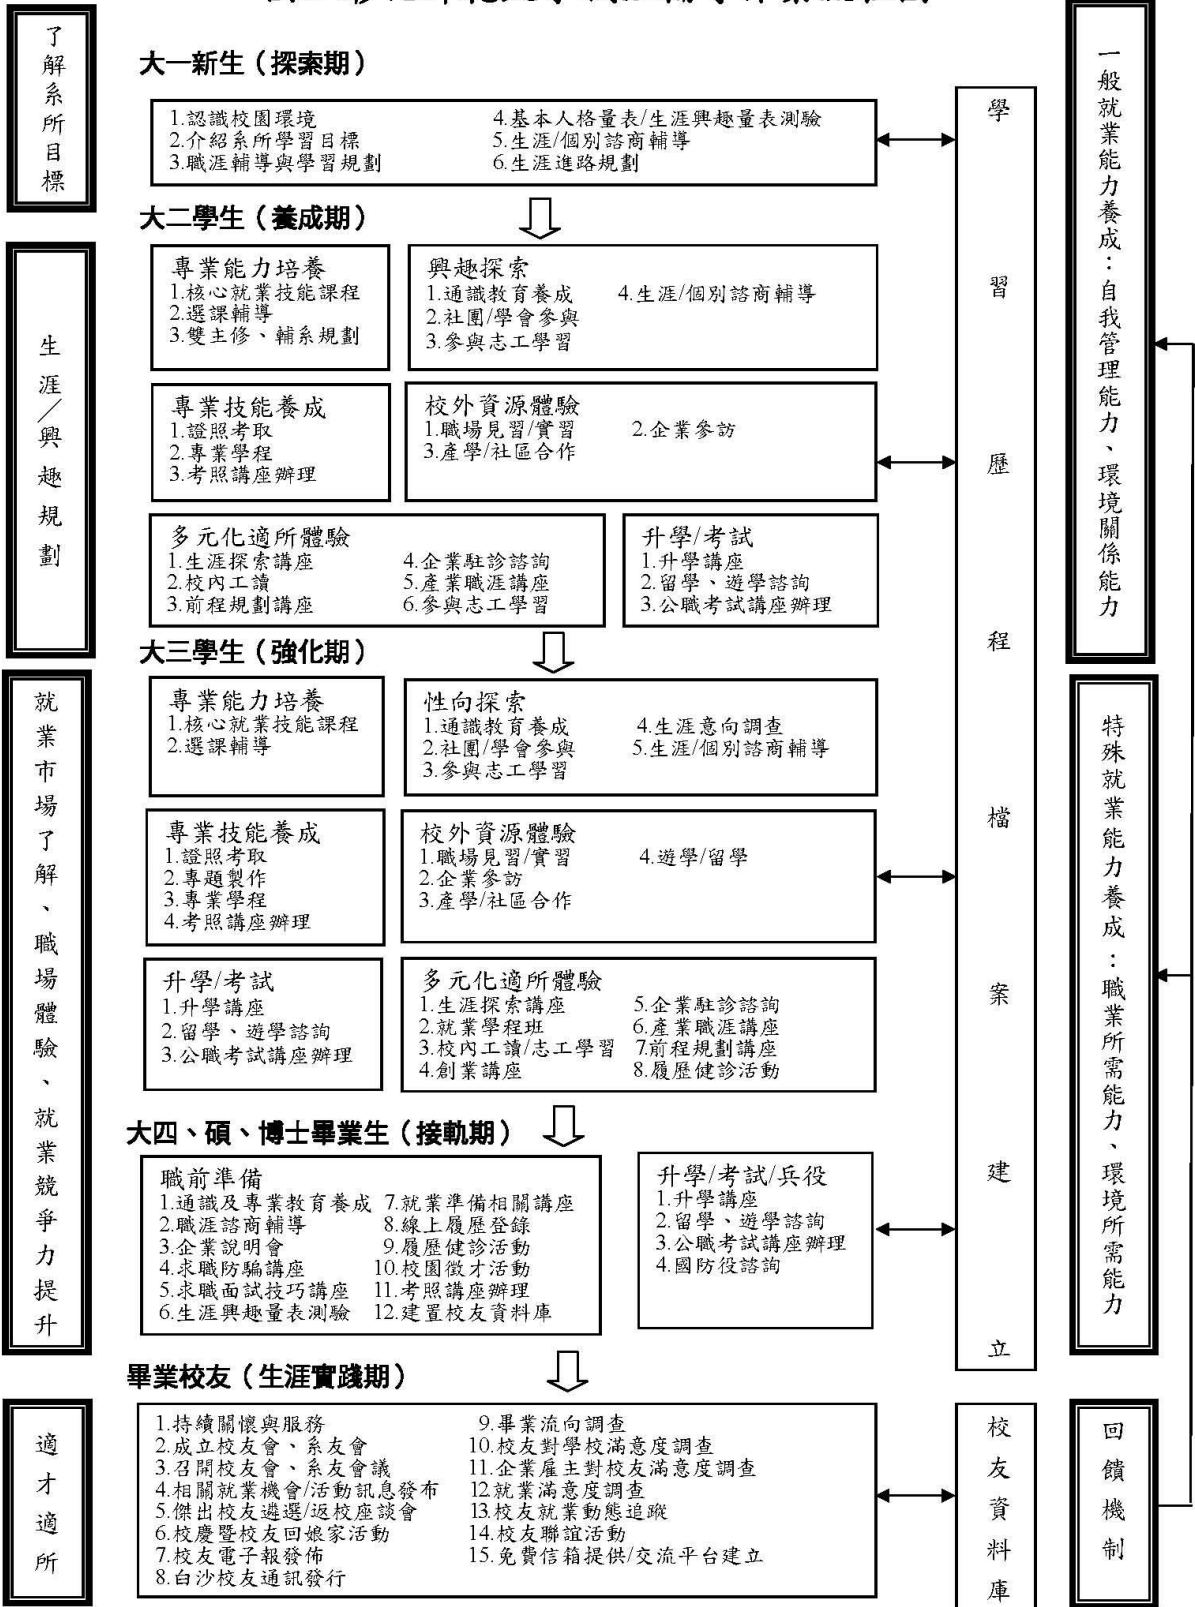 了解系所目標
大一新生（探索期）
1.認識校園環境
2.介紹系所學習目標
3.職涯輔導與學習規劃
4.基本人格量表/生涯興趣量表測驗
5.生涯/個別諮商輔導
6.生涯進路規劃
生涯／興趣規劃
大二學生（養成期）
專業能力培養
1.核心就業技能課程
2.選課輔導
3.雙主修、輔系規劃
興趣探索
1.通識教育養成
2.社團/學會參與
3.參與志工學習
4.生涯/個別諮商輔導
專業技能養成
1.證照考取
2.專業學程
3.考照講座辦理
校外資源體驗
1.職場見習/實習
2.企業參訪
3.產學/社區合作
多元化適所體驗
1.生涯探索講座
2.校內工讀
3.前程規劃講座
4.企業駐診諮詢
5.產業職涯講座
6.參與志工學習
升學/考試
1.升學講座
2.留學、遊學諮詢
3.公職考試講座辦理
就業市場了解、職場體驗、就業競爭力提升
大三學生（強化期）
專業能力培養
1.核心就業技能課程
2.選課輔導
性向探索
1.通識教育養成
2.社團/學會參與
3.參與志工學習
4.生涯意向調查
5.生涯/個別諮商輔導
專業技能養成
1.證照考取
2.專題製作
3.專業學程
4.考照講座辦理
校外資源體驗
1.職場見習/實習
2.企業參訪
3.產學/社區合作
4.遊學/留學
升學/考試
1.升學講座
2.留學、遊學諮詢
3.公職考試講座辦理
多元化適所體驗
1.生涯探索講座
2.就業學程班
3.校內工讀/志工學習
4.創業講座
5.企業駐診諮詢
6.產業職涯講座
7.前程規劃講座
8.履歷健診活動
大四、碩、博士畢業生（接軌期）
職前準備
1.通識及專業教育養成
2.職涯諮商輔導
3.企業說明會
4.求職防騙講座
5.求職面試技巧講座
6.生涯興趣量表測驗
7.就業準備相關講座
8.線上履歷登錄
9.履歷健診活動
10.校園徵才活動
11.考照講座辦理
12.建置校友資料庫
升學/考試/兵役
1.升學講座
2.留學、遊學諮詢
3.公職考試講座辦理
4.國防役諮詢
適才適所
畢業校友（生涯實踐期）
1.持續關懷與服務
2.成立校友會、系友會
3.召開校友會、系友會議
4.相關就業機會/活動訊息發布
5.傑出校友遴選/返校座談會
6.校慶暨校友回娘家活動
7.校友電子報發佈
8.白沙校友通訊發行
9.畢業流向調查
10.校友對學校滿意度調查
11.企業雇主對校友滿意度調查
12.就業滿意度調查
13.校友就業動態追蹤
14.校友聯誼活動
15.免費信箱提供/交流平台建立
學習歷程檔案建立
校友資料庫
一般就業能力養成：自我管理能力、環境關係能力
特殊就業能力養成：職業所需能力、環境所需能力
回饋機制